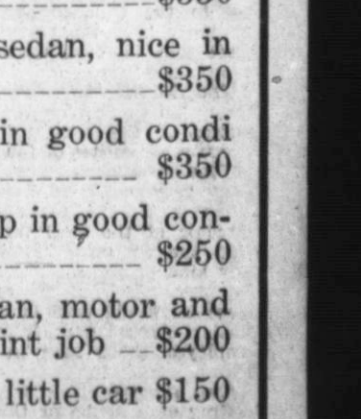 sedan, nice in
$350
in good condi
$350
p in good con-
$250
an, motor and
int job $200
little car $150